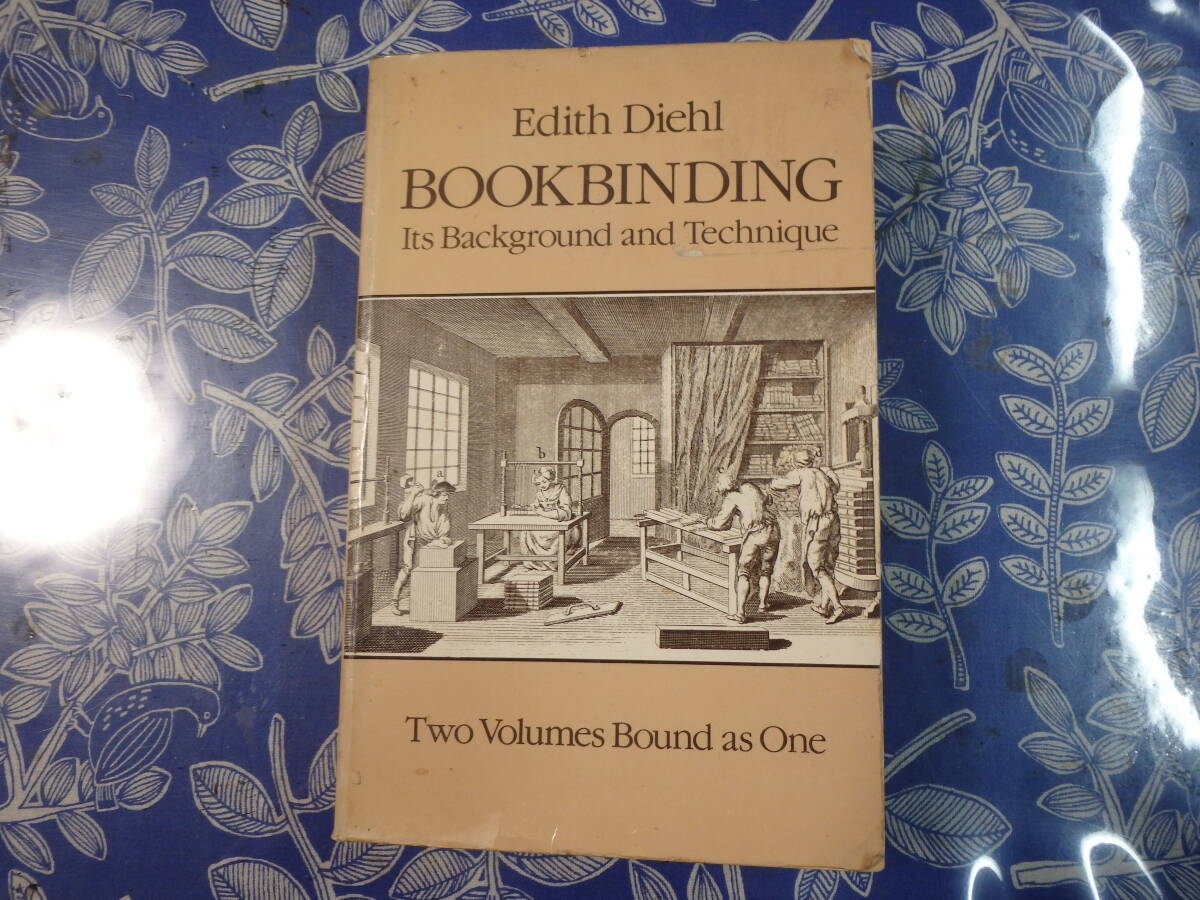 Edith Diehl
BOOKBINDING
Its Background and Technique
a
b
c
d
Two Volumes Bound as One